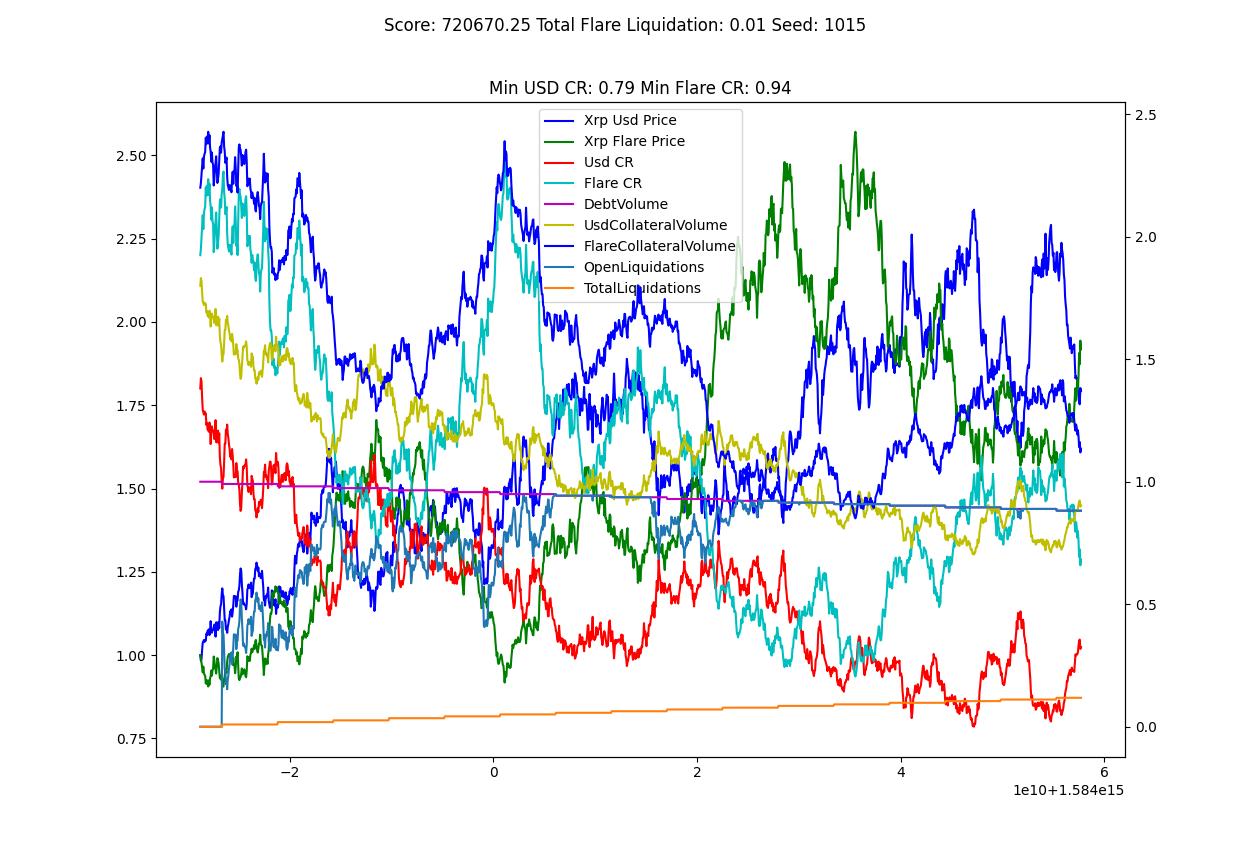 Score: 720670.25 Total Flare Liquidation: 0.01 Seed: 1015
Min USD CR: 0.79 Min Flare CR: 0.94
Xrp Usd Price
Xrp Flare Price
Usd CR
Flare CR
DebtVolume
UsdCollateralVolume
FlareCollateralVolume
OpenLiquidations
TotalLiquidations
2.50
2.25
2.00
1.75
1.50
1.25
1.00
0.75
2.5
2.0
1.5
1.0
0.5
0.0
−2
0
2
4
6
1e10+1.584e15